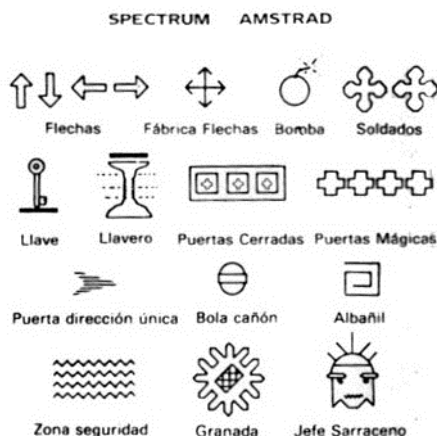 SPECTRUM AMSTRAD
Flechas Fábrica Flechas Bomba Soldados
Llave Llavero Puertas Cerradas Puertas Mágicas
Puerta dirección única Bola cañón Albañil
Zona seguridad Granada Jefe Sarraceno